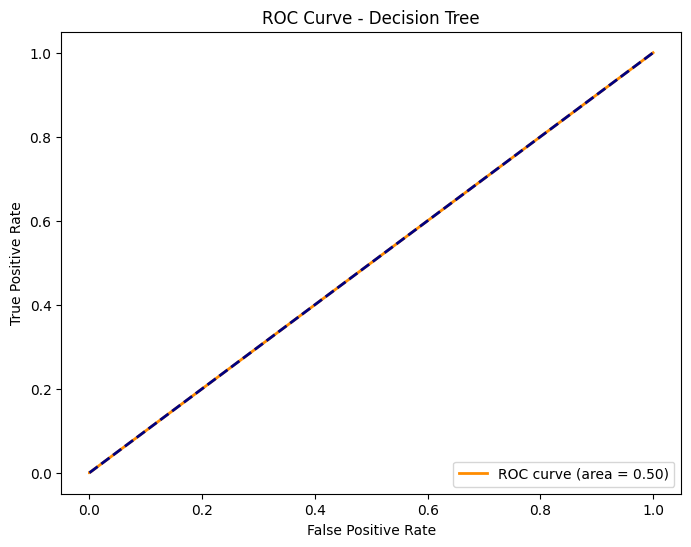 ROC Curve - Decision Tree
True Positive Rate
1.0
0.8
0.6
0.4
0.2
0.0
ROC curve (area = 0.50)
0.0 0.2 0.4 0.6 0.8 1.0
False Positive Rate